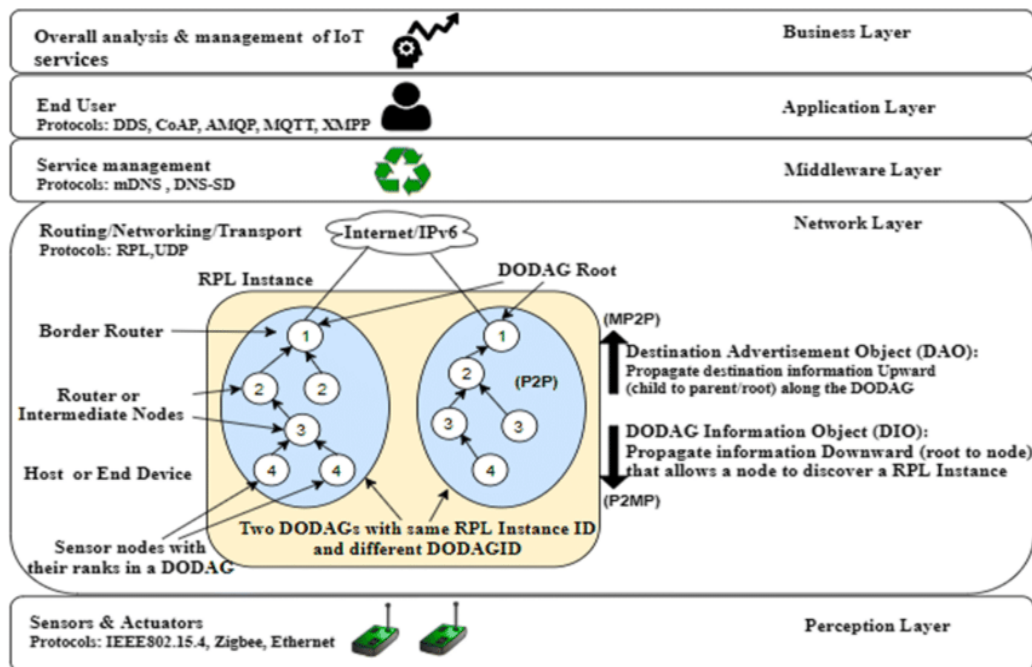 Overall analysis & management of IoT
services
Business Layer
End User
Protocols: DDS, CoAP, AMQP, MQTT, XMPP
Application Layer
Service management
Protocols: mDNS , DNS-SD
Middleware Layer
Network Layer
Routing/Networking/Transport
Protocols: RPL,UDP
Internet/IPv6
RPL Instance
DODAG Root
Border Router
Router or
Intermediate Nodes
Host or End Device
Sensor nodes with
their ranks in a DODAG
1
2
2
3
4
4
1
2
(P2P)
3
3
4
Two DODAGs with same RPL Instance ID
and different DODAGID
(MP2P)
Destination Advertisement Object (DAO):
Propagate destination information Upward
(child to parent/root) along the DODAG
DODAG Information Object (DIO):
Propagate information Downward (root to node)
that allows a node to discover a RPL Instance
(P2MP)
Sensors & Actuators
Protocols: IEEE802.15.4, Zigbee, Ethernet
Perception Layer